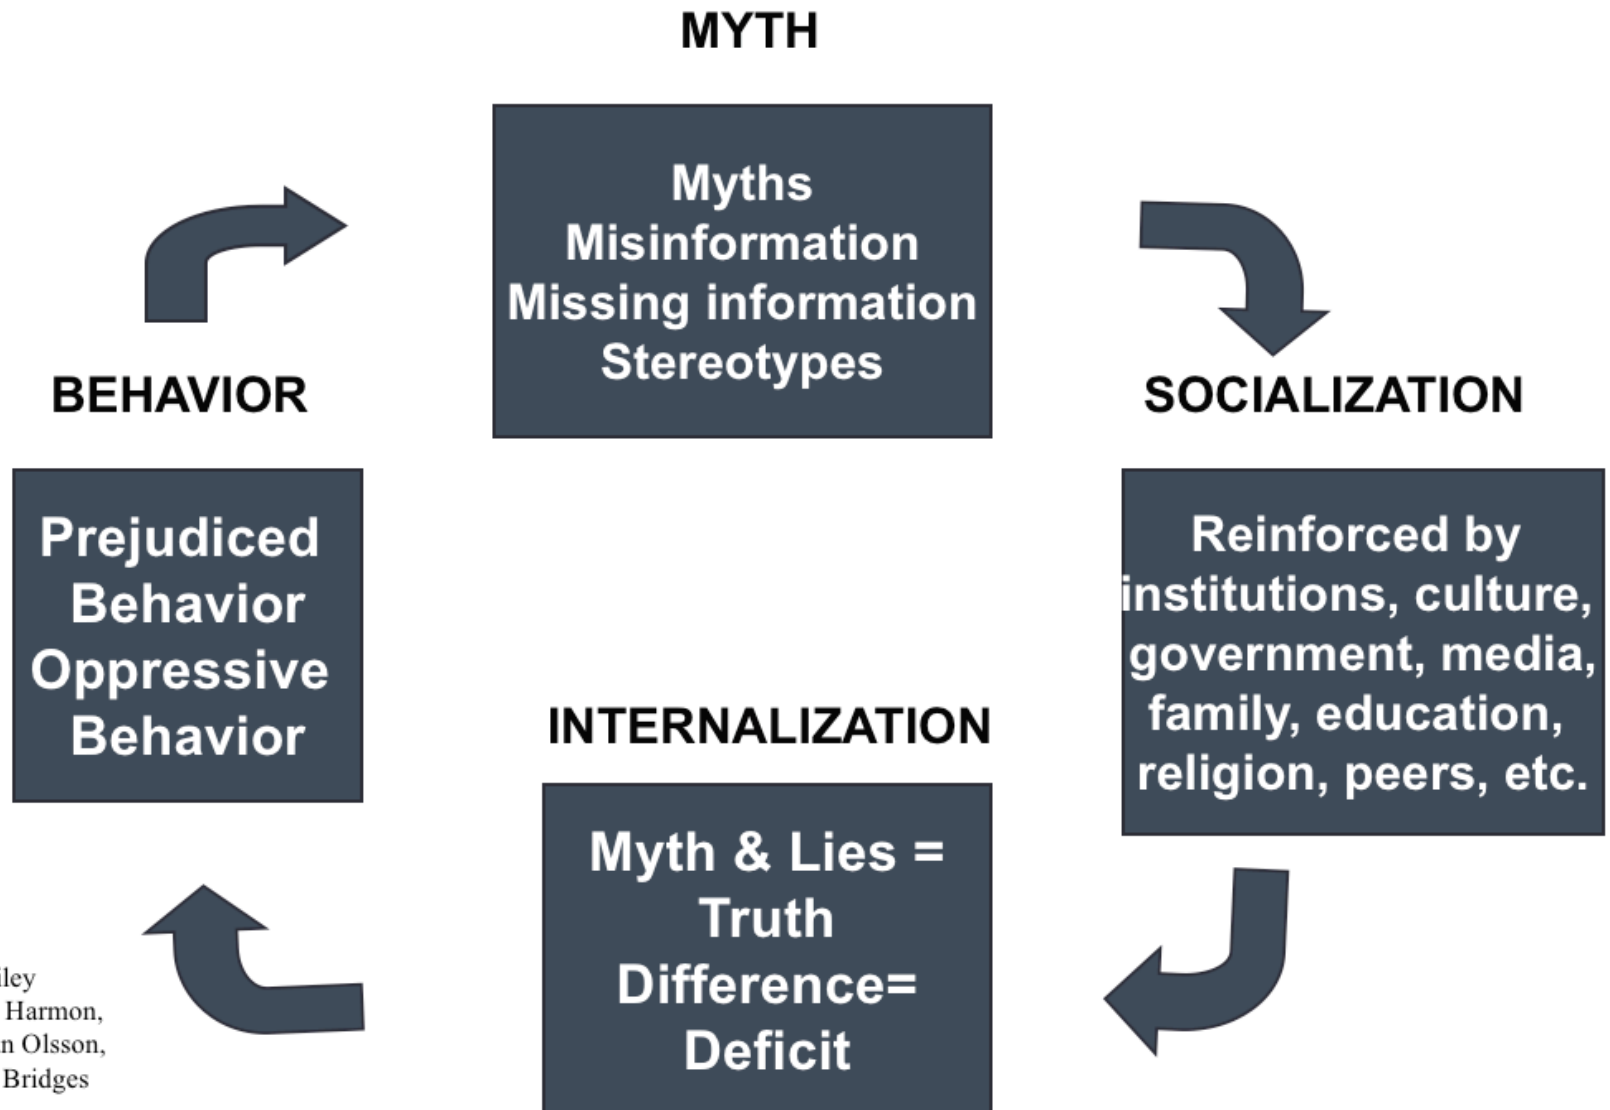 MYTH
Myths
Misinformation
Missing information
Stereotypes
SOCIALIZATION
Reinforced by
institutions, culture,
government, media,
family, education,
religion, peers, etc.
INTERNALIZATION
Myth & Lies =
Truth
Difference=
Deficit
BEHAVIOR
Prejudiced
Behavior
Oppressive
Behavior
Harmon,
Olsson,
Bridges